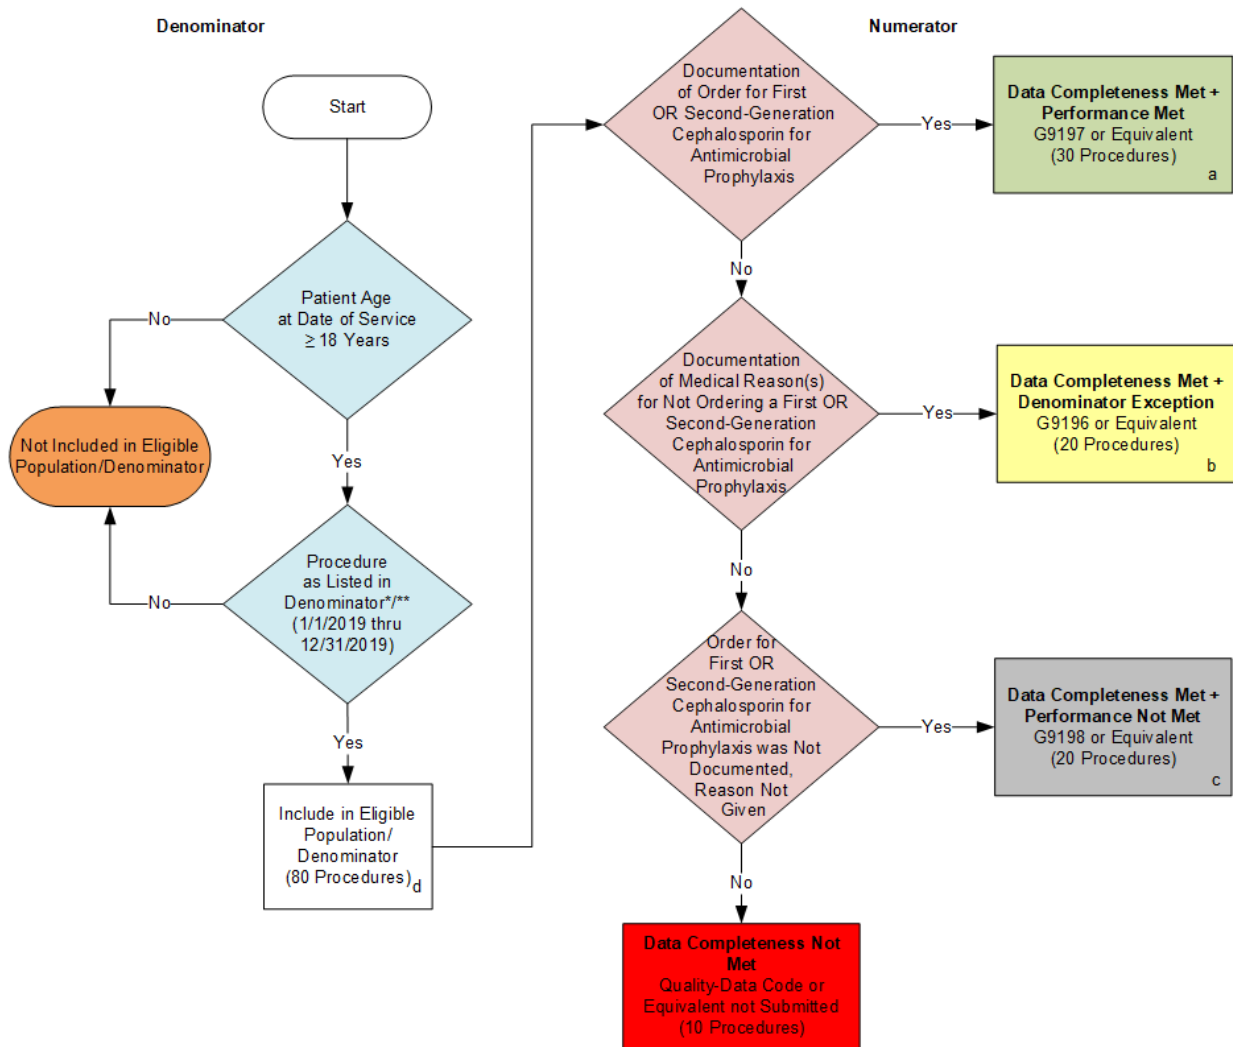 Denominator
Start
Patient Age
at Date of Service
≥ 18 Years
No
Not Included in Eligible
Population/Denominator
Yes
Procedure
as Listed in
Denominator*/**
(1/1/2019 thru
12/31/2019)
No
Yes
Include in Eligible
Population/
Denominator
(80 Procedures)
d
Numerator
Documentation
of Order for First
OR Second-Generation
Cephalosporin for
Antimicrobial
Prophylaxis
Yes
Data Completeness Met +
Performance Met
G9197 or Equivalent
(30 Procedures)
a
No
Documentation
of Medical Reason(s)
for Not Ordering a First OR
Second-Generation
Cephalosporin for
Antimicrobial
Prophylaxis
Yes
Data Completeness Met +
Denominator Exception
G9196 or Equivalent
(20 Procedures)
b
No
Order for
First OR
Second-Generation
Cephalosporin for
Antimicrobial
Prophylaxis was Not
Documented,
Reason Not
Given
Yes
Data Completeness Met +
Performance Not Met
G9198 or Equivalent
(20 Procedures)
c
No
Data Completeness Not
Met
Quality-Data Code or
Equivalent not Submitted
(10 Procedures)